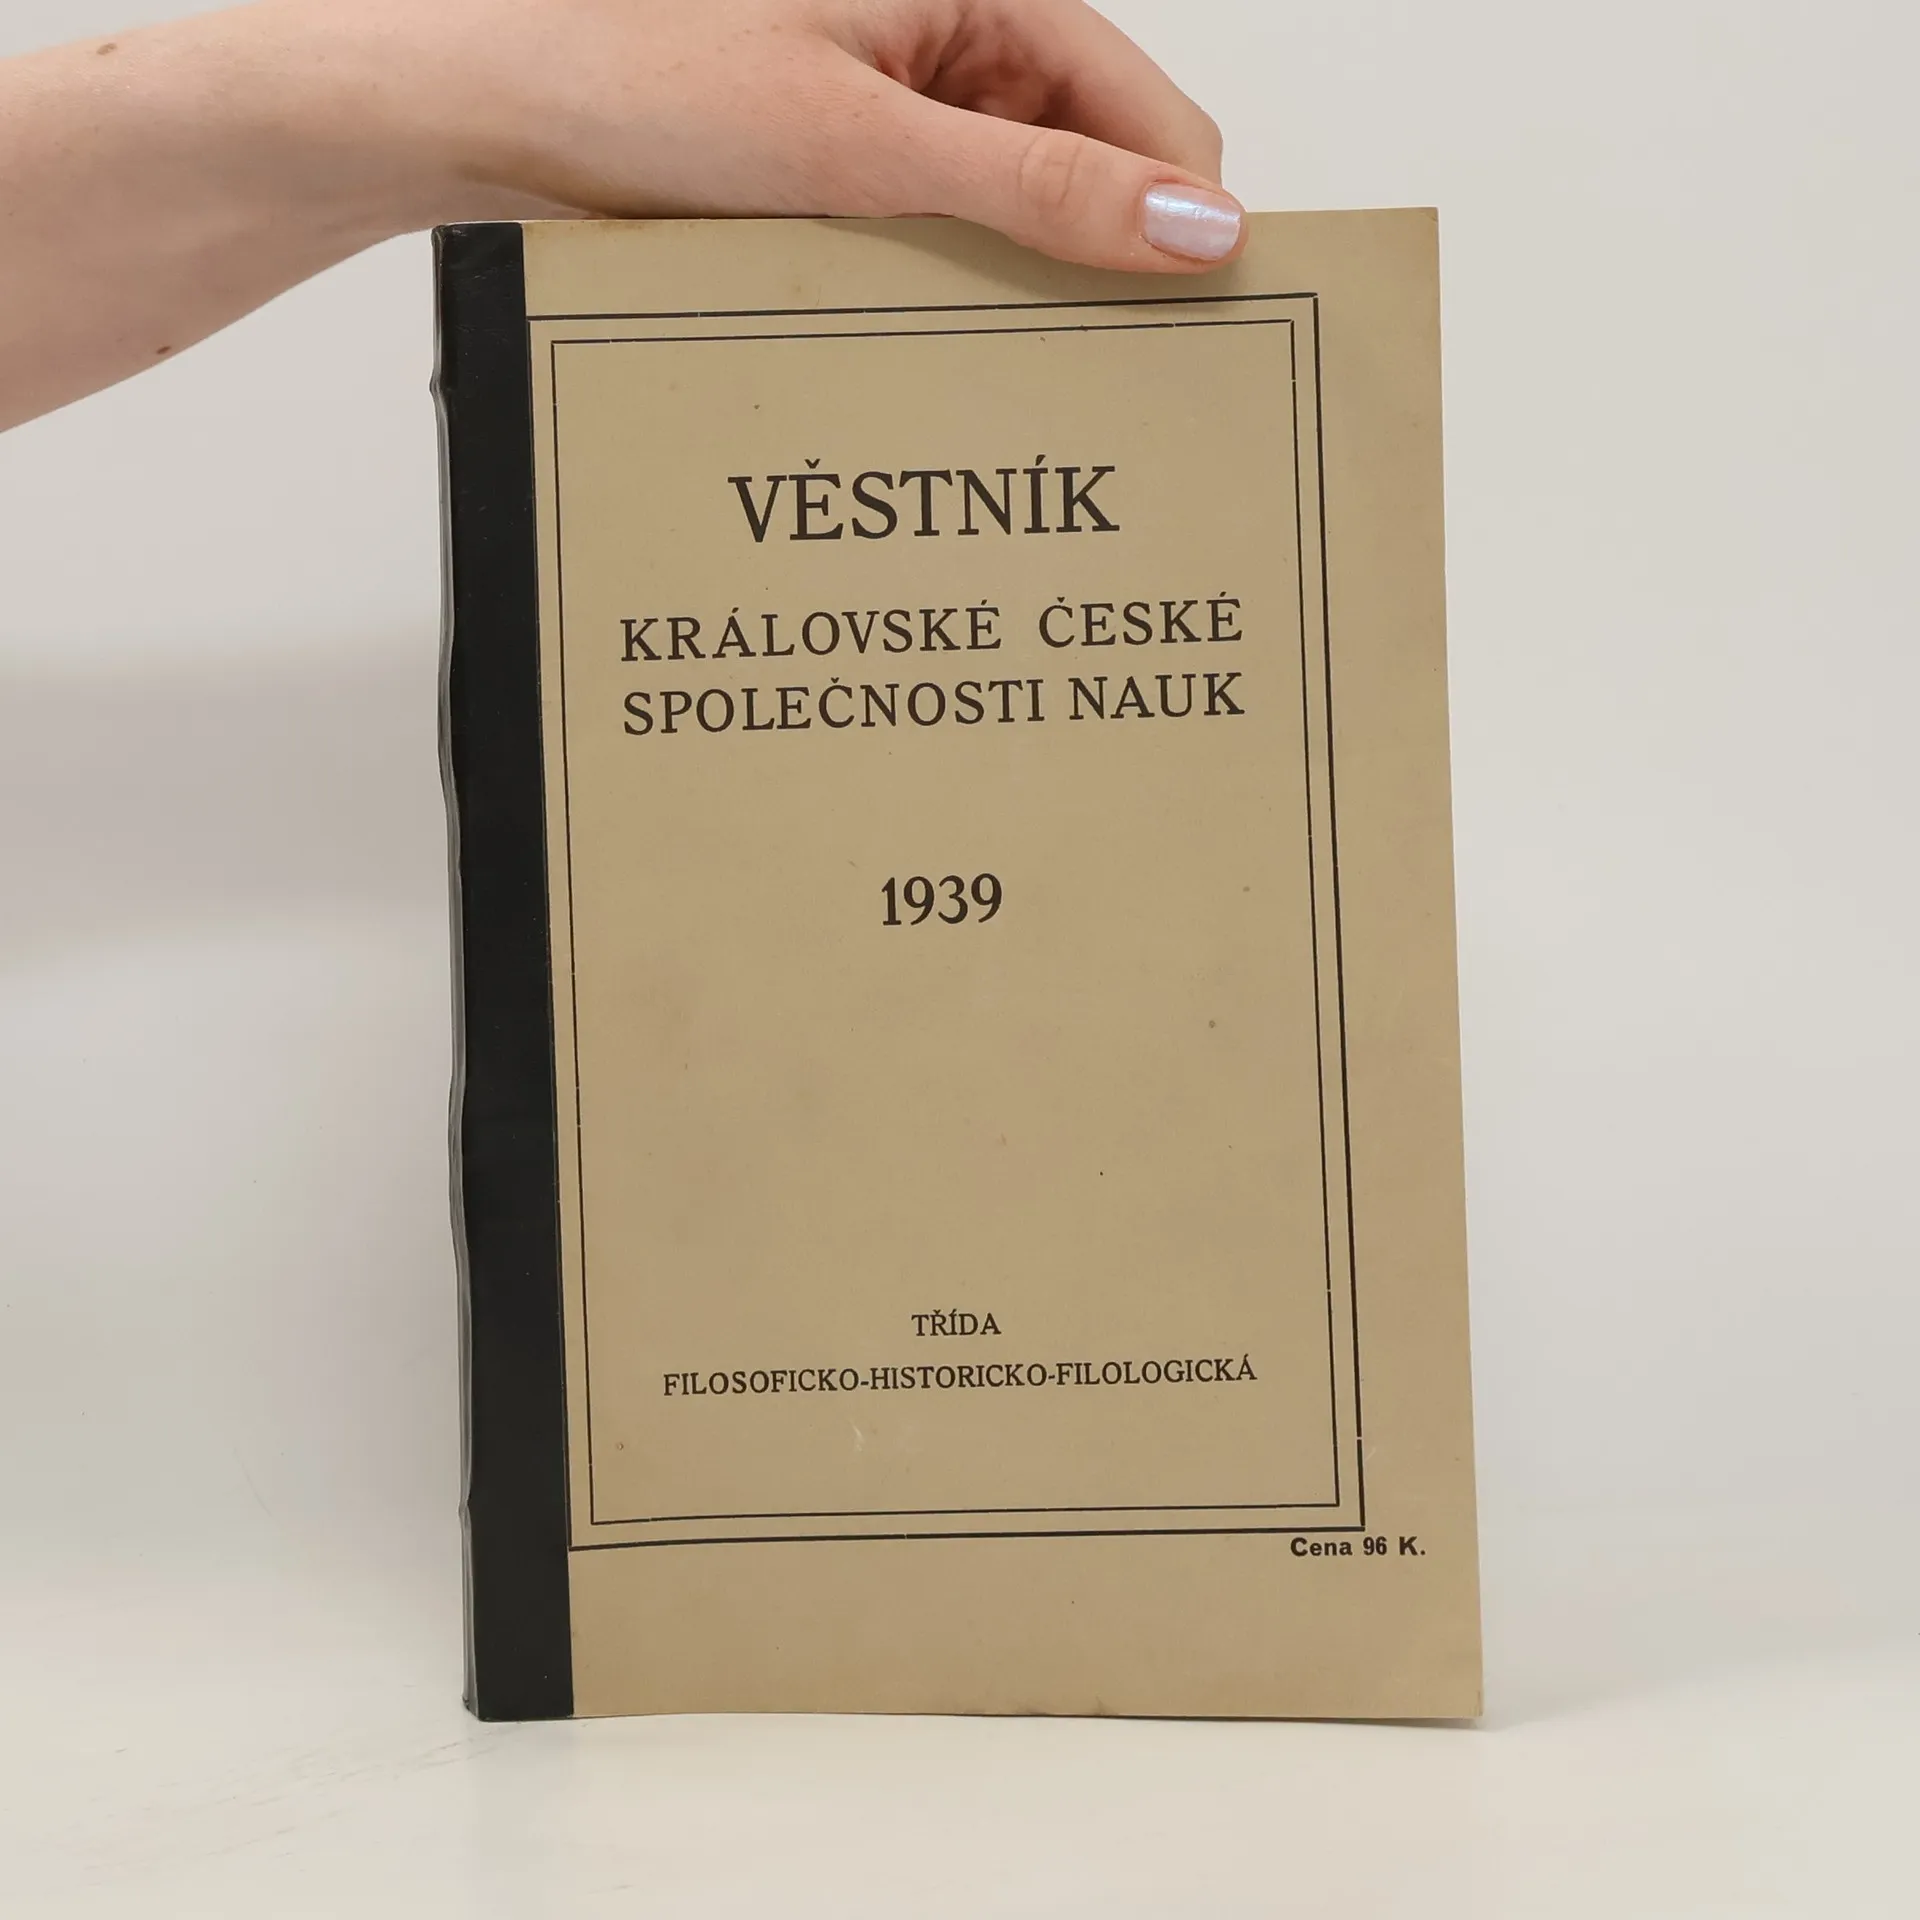 VĚSTNÍK
KRÁLOVSKÉ ČESKÉ
SPOLEČNOSTI NAUK
1939
TŘÍDA
FILOSOFICKO-HISTORICKO-FILOLOGICKÁ
Cena 96 K.